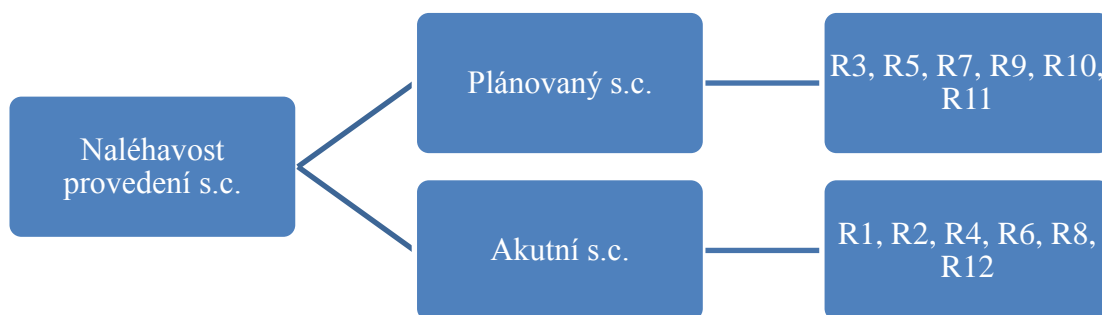 Naléhavost
provedení s.c.
Plánovaný s.c.
R3, R5, R7, R9, R10,
R11
Akutní s.c.
R1, R2, R4, R6, R8,
R12